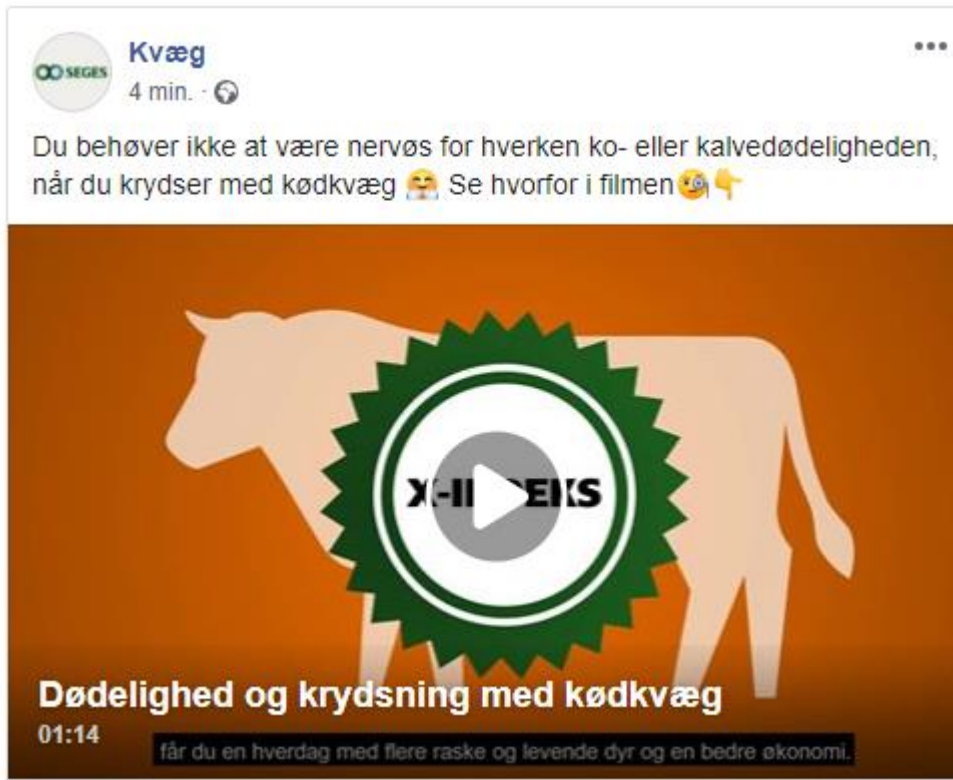 SEGES
Kvæg
4 min.
Du behøver ikke at være nervøs for hverken ko- eller kalvedødeligheden,
når du krydser med kødkvæg 😤 Se hvorfor i filmen🧐👇
X-INDEKS
Dødelighed og krydsning med kødkvæg
01:14
får du en hverdag med flere raske og levende dyr og en bedre økonomi.